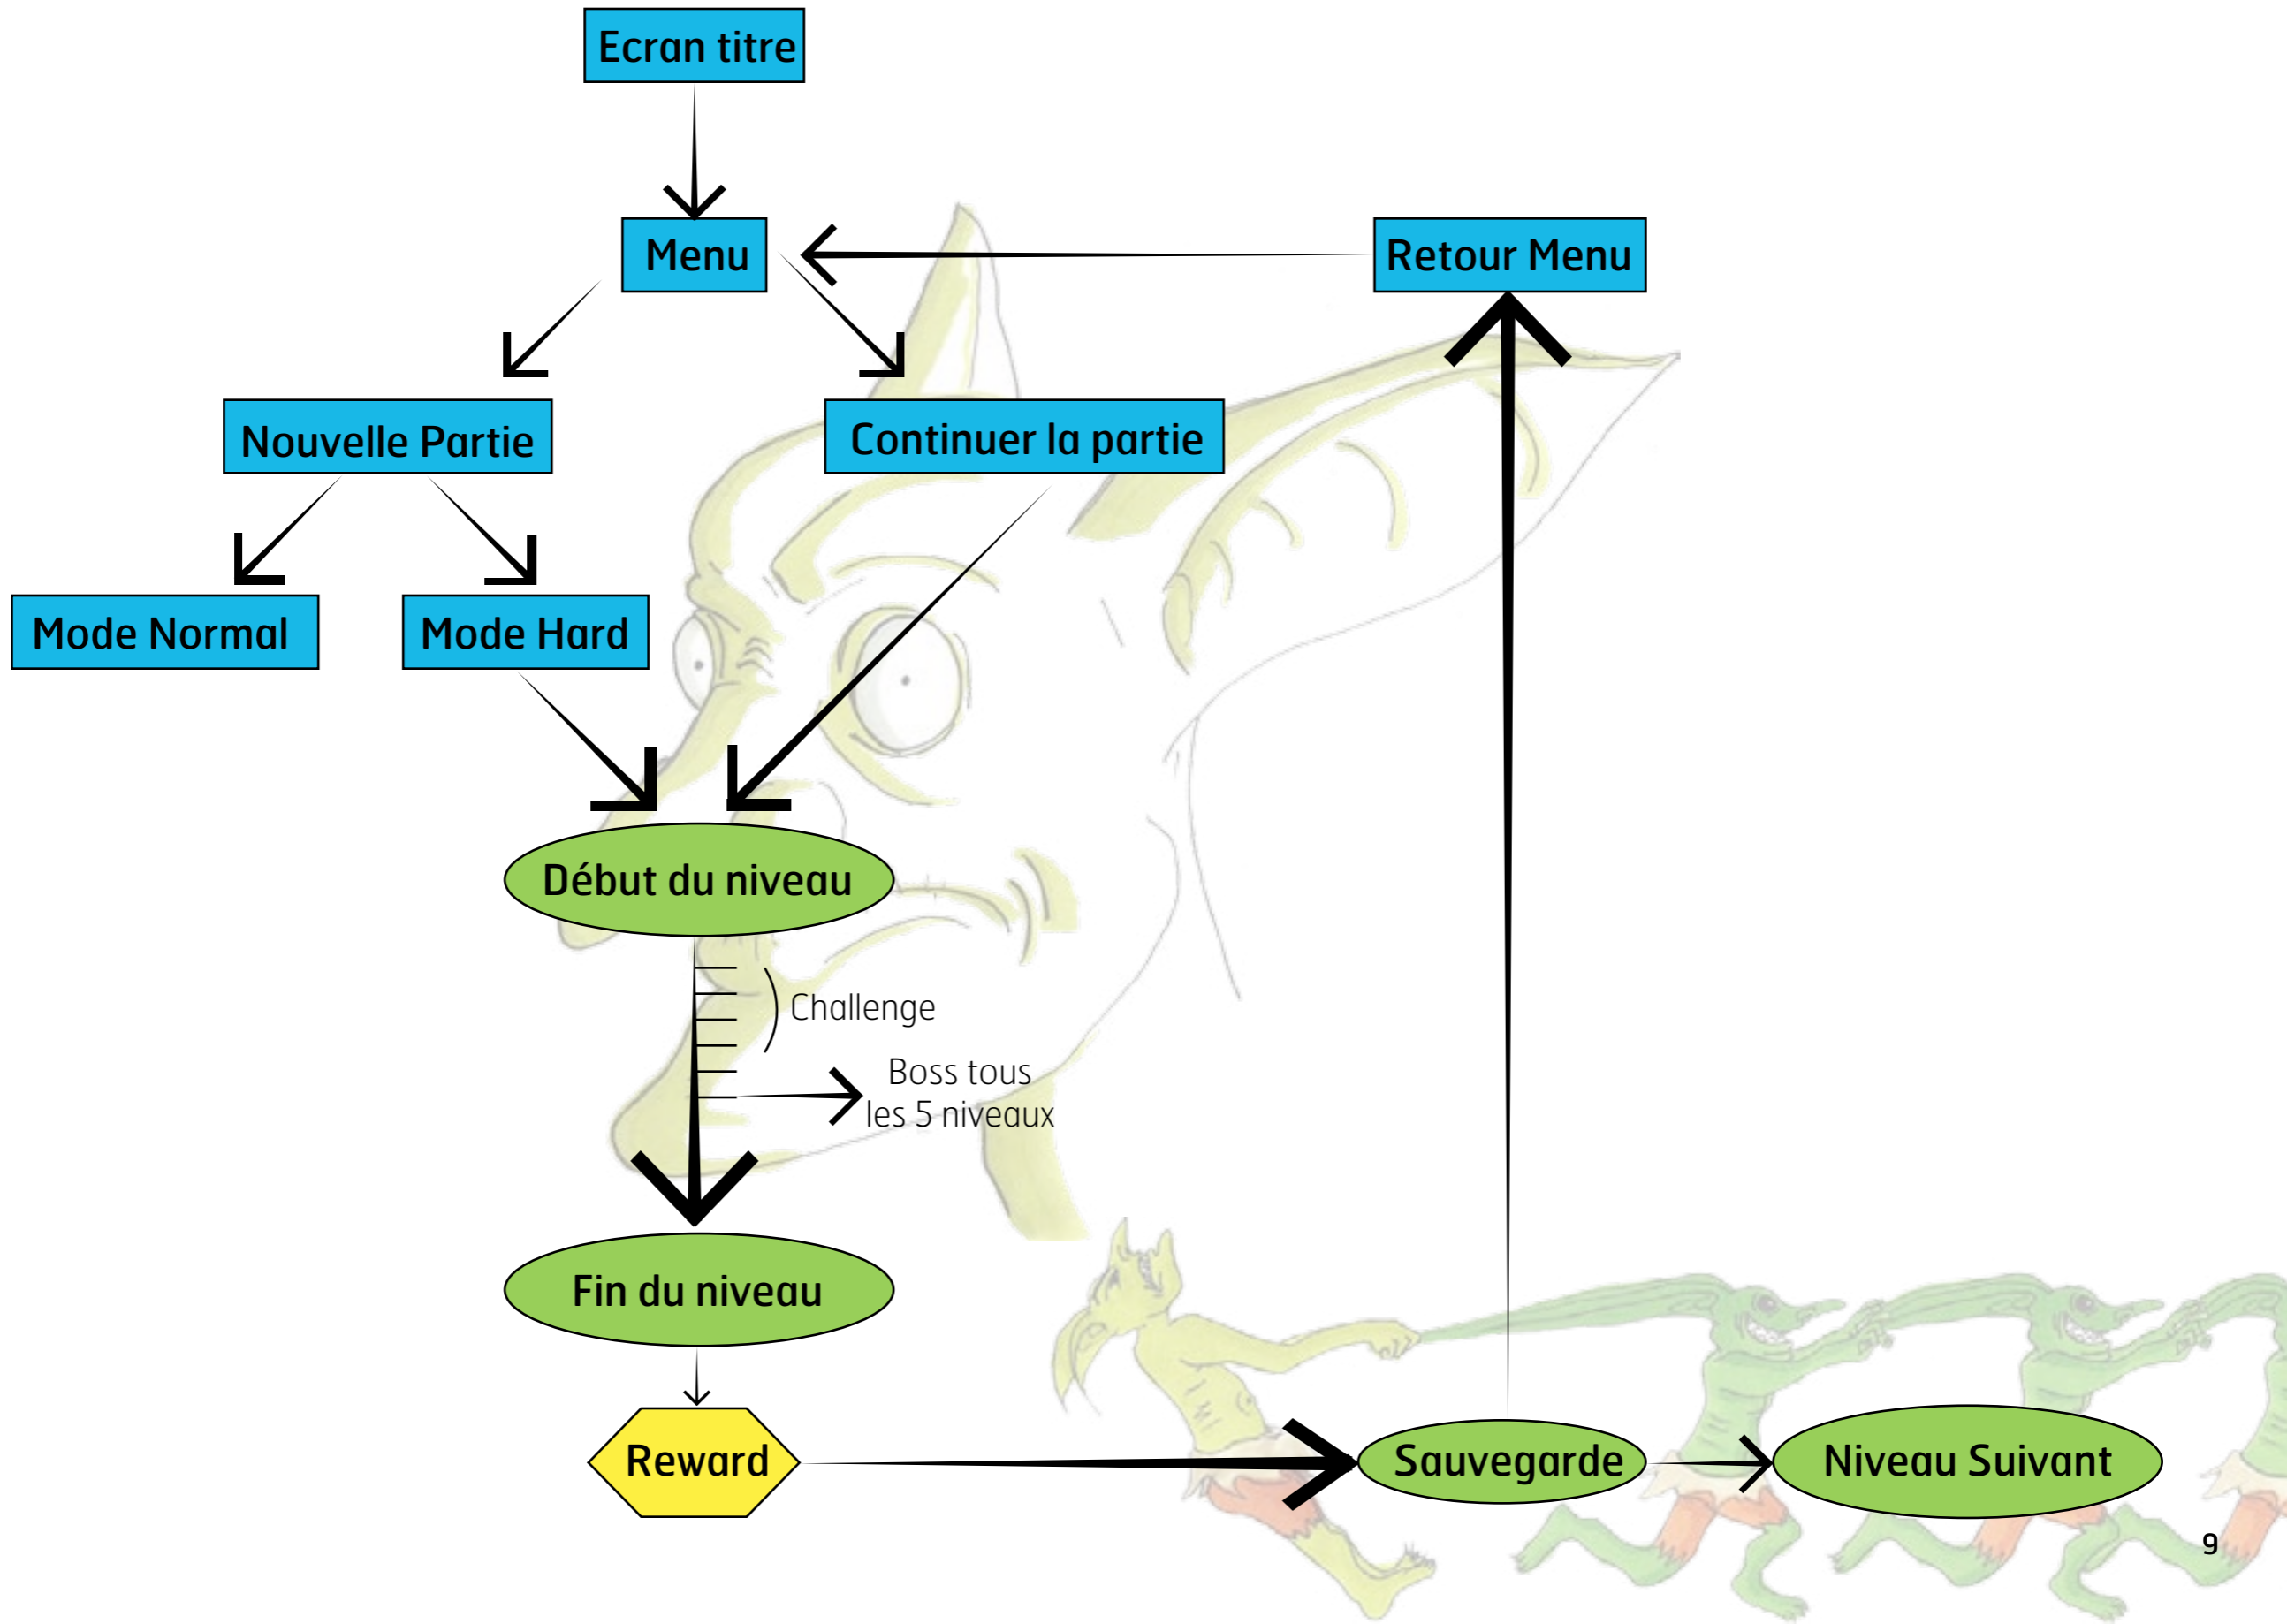 Ecran titre
Menu
Retour Menu
Nouvelle Partie
Continuer la partie
Mode Normal
Mode Hard
Début du niveau
Challenge
Boss tous
les 5 niveaux
Fin du niveau
Reward
Sauvegarde
Niveau Suivant
9